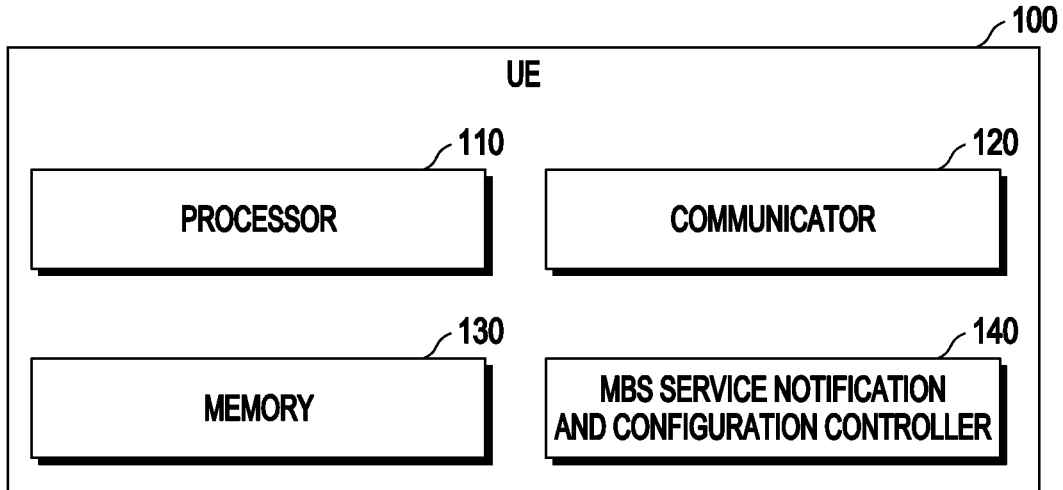 100
UE
110
PROCESSOR
120
COMMUNICATOR
130
MEMORY
140
MBS SERVICE NOTIFICATION
AND CONFIGURATION CONTROLLER